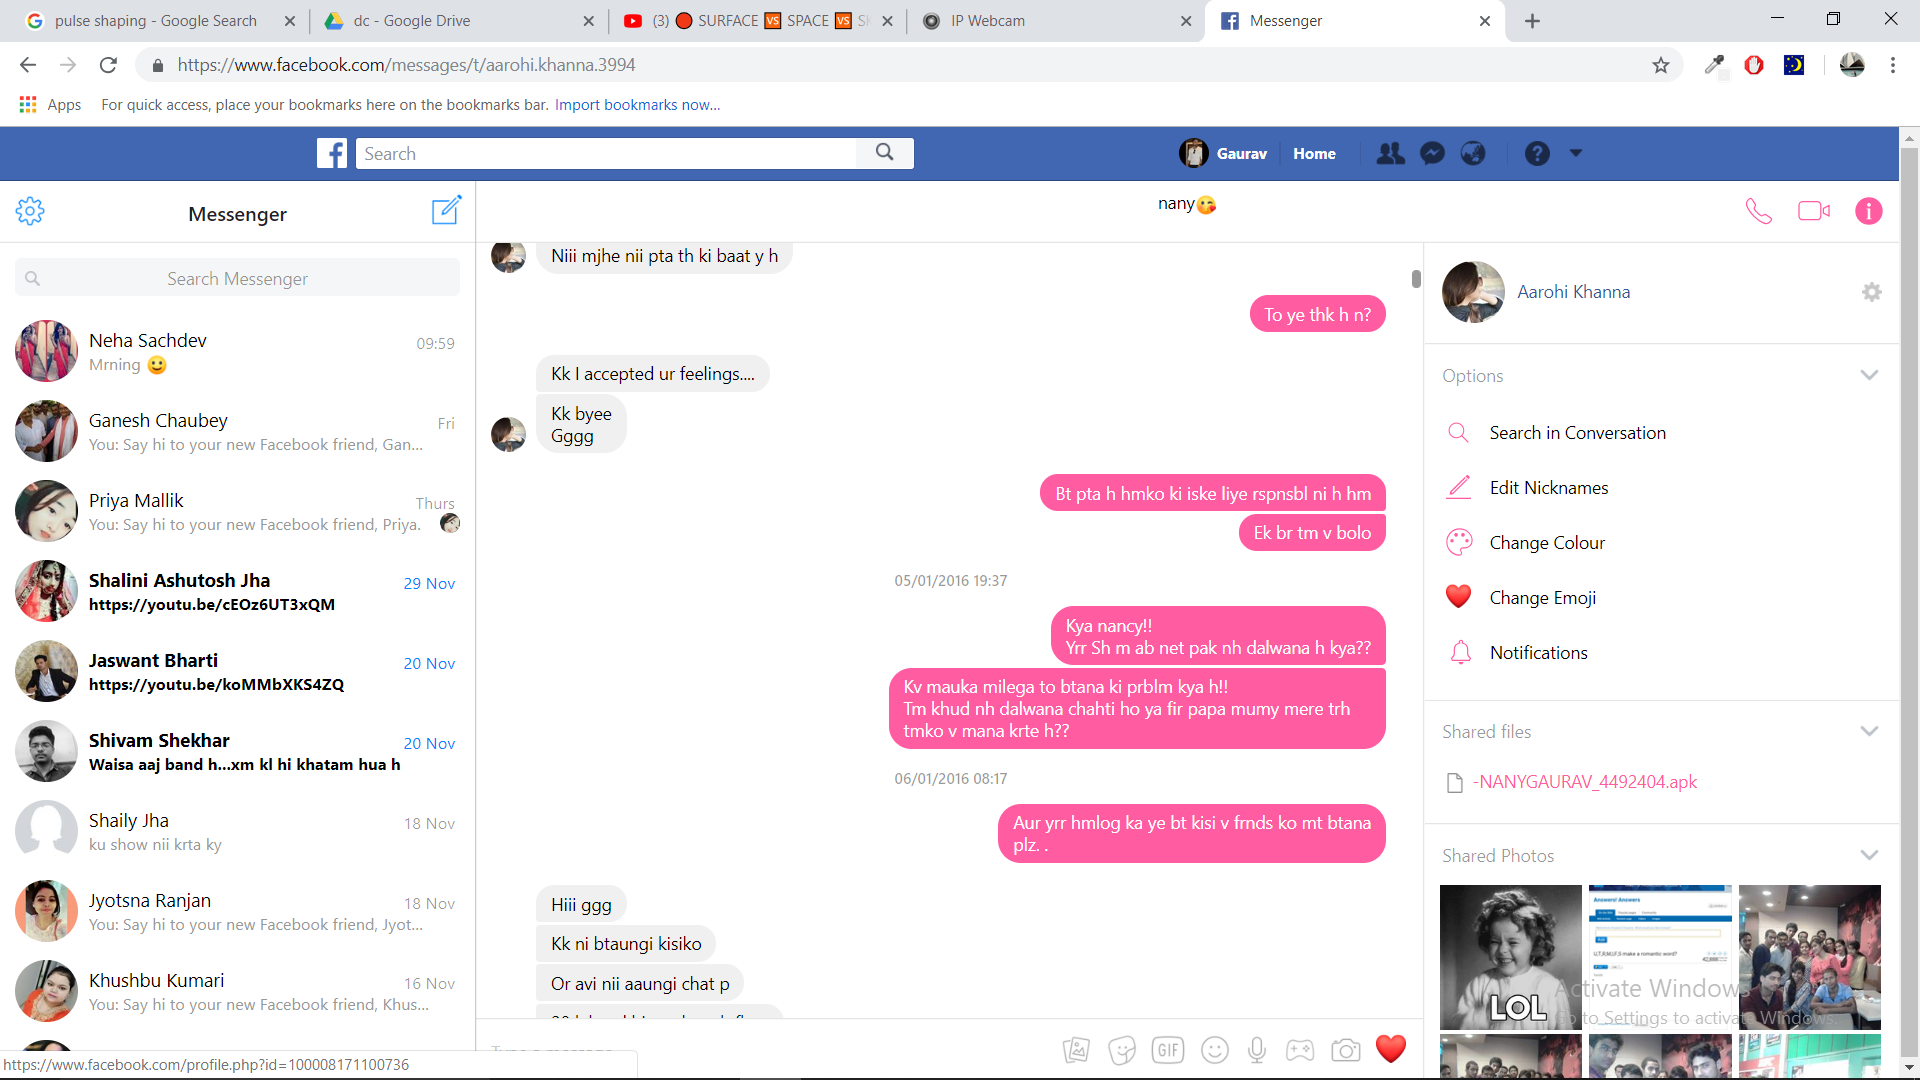 pulse shaping - Google Search
dc - Google Drive
(3) 🔴 SURFACE 🆚 SPACE 🆚
IP Webcam
Messenger
https://www.facebook.com/messages/t/aarohi.khanna.3994
Apps
For quick access, place your bookmarks here on the bookmarks bar. Import bookmarks now...
Search
Gaurav
Home
Messenger
Search Messenger
Neha Sachdev
09:59
Mrning 🙂
Ganesh Chaubey
Fri
You: Say hi to your new Facebook friend, Gan...
Priya Mallik
Thurs
You: Say hi to your new Facebook friend, Priya.
Shalini Ashutosh Jha
29 Nov
https://youtu.be/cEOz6UT3xQM
Jaswant Bharti
20 Nov
https://youtu.be/koMMbXKS4ZQ
Shivam Shekhar
20 Nov
Waisa aaj band h...xm kl hi khatam hua h
Shaily Jha
18 Nov
ku show nii krta ky
Jyotsna Ranjan
18 Nov
You: Say hi to your new Facebook friend, Jyot...
Khushbu Kumari
16 Nov
You: Say hi to your new Facebook friend, Khus...
https://www.facebook.com/profile.php?id=100008171100736
nany😋
Niii mjhe nii pta th ki baat y h
To ye thk h n?
Kk I accepted ur feelings....
Kk byee
Gggg
Bt pta h hmko ki iske liye rspnsbl ni h hm
Ek br tm v bolo
05/01/2016 19:37
Kya nancy!!
Yrr Sh m ab net pak nh dalwana h kya??
Kv mauka milega to btana ki prblm kya h!!
Tm khud nh dalwana chahti ho ya fir papa mumy mere trh
tmko v mana krte h??
06/01/2016 08:17
Aur yrr hmlog ka ye bt kisi v frnds ko mt btana
plz. .
Hiii ggg
Kk ni btaungi kisiko
Or avi nii aaungi chat p
GIF
Aarohi Khanna
Options
Search in Conversation
Edit Nicknames
Change Colour
Change Emoji
Notifications
Shared files
-NANYGAURAV_4492404.apk
Shared Photos
LOL
Answers! Answers
make a romantic word?
Activate Windows
to Settings to activate Windows.